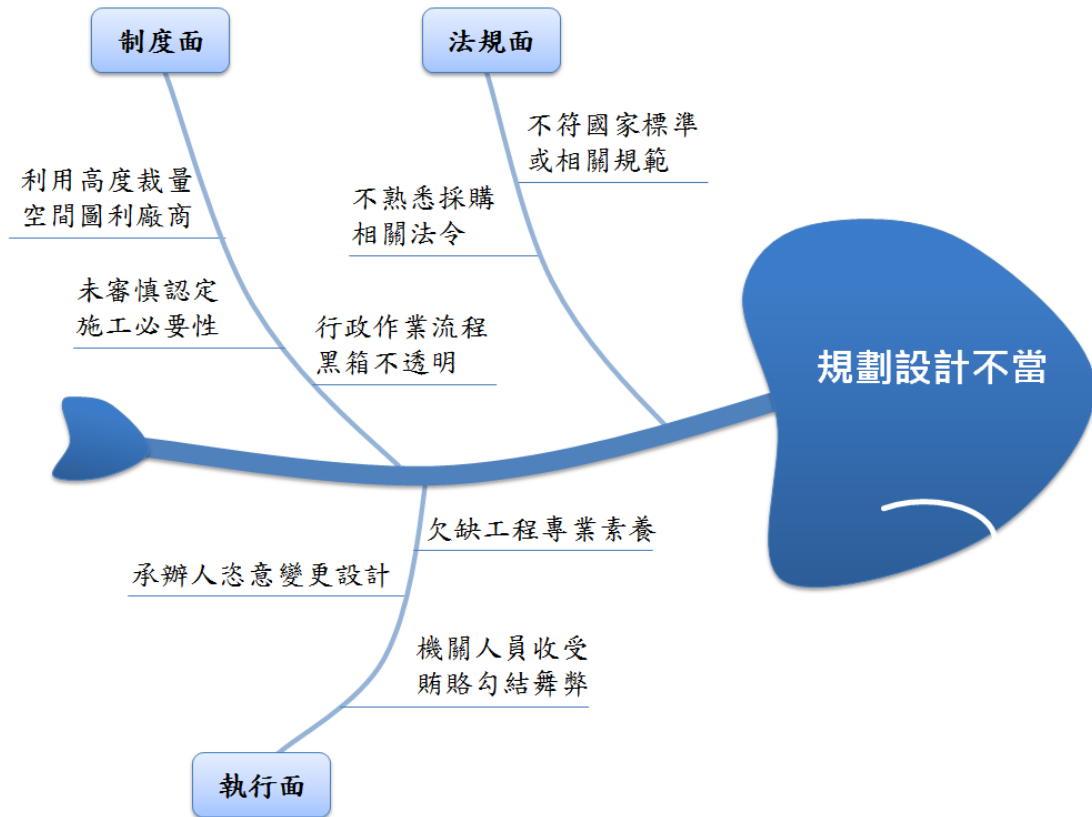 制度面
法規面
不符國家標準
或相關規範
利用高度裁量
空間圖利廠商
不熟悉採購
相關法令
未審慎認定
施工必要性
行政作業流程
黑箱不透明
規劃設計不當
欠缺工程專業素養
承辦人恣意變更設計
機關人員收受
賄賂勾結舞弊
執行面